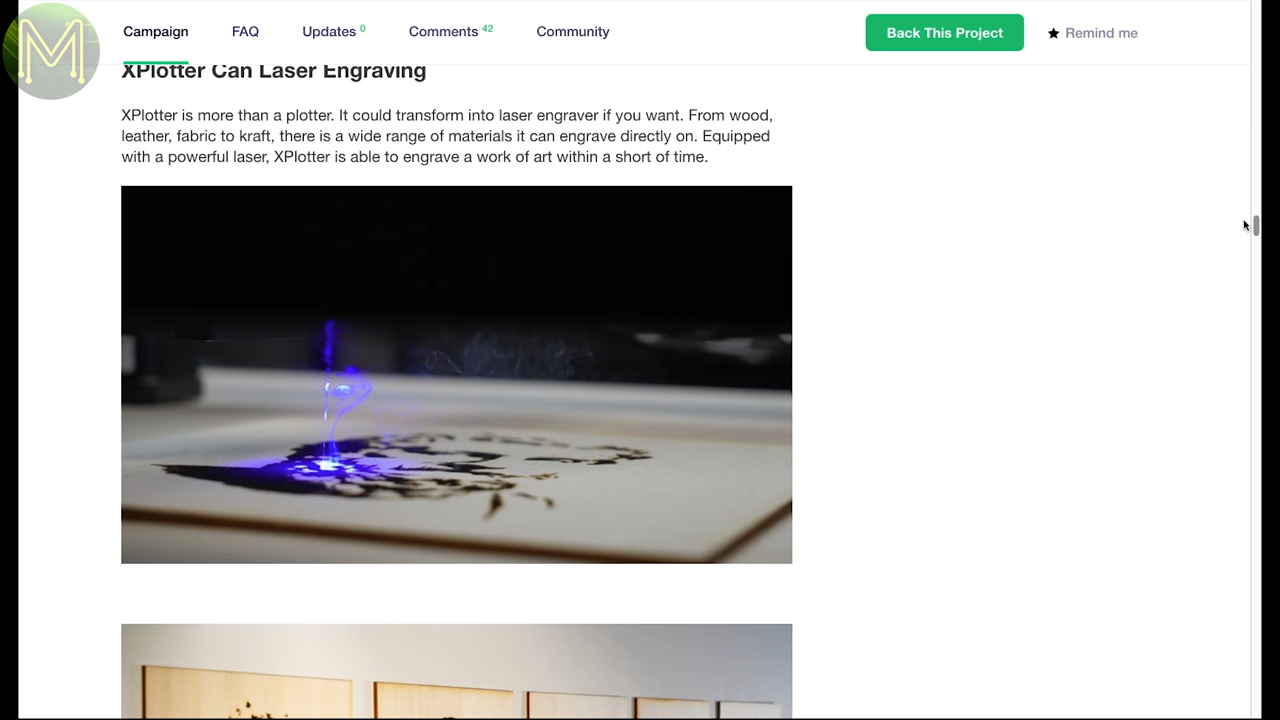 Campaign FAQ Updates 0 Comments 42 Community Back This Project Remind me
M
XPlotter Can Laser Engraving
XPlotter is more than a plotter. It could transform into laser engraver if you want. From wood,
leather, fabric to kraft, there is a wide range of materials it can engrave directly on. Equipped
with a powerful laser, XPlotter is able to engrave a work of art within a short of time.